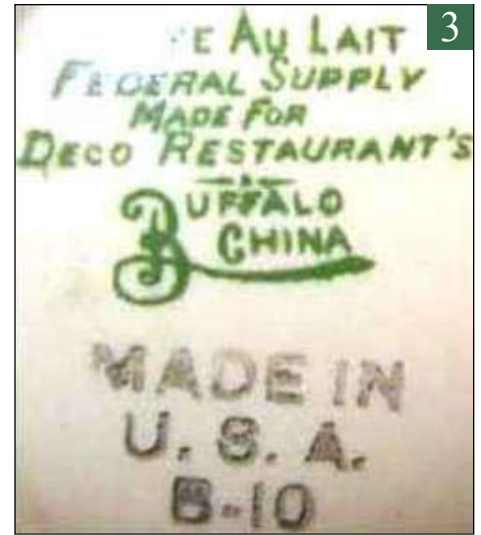 3
E AU LAIT
FEDERAL SUPPLY
MADE FOR
DECO RESTAURANT'S
BUFFALO
CHINA
MADE IN
U. S. A.
B-10